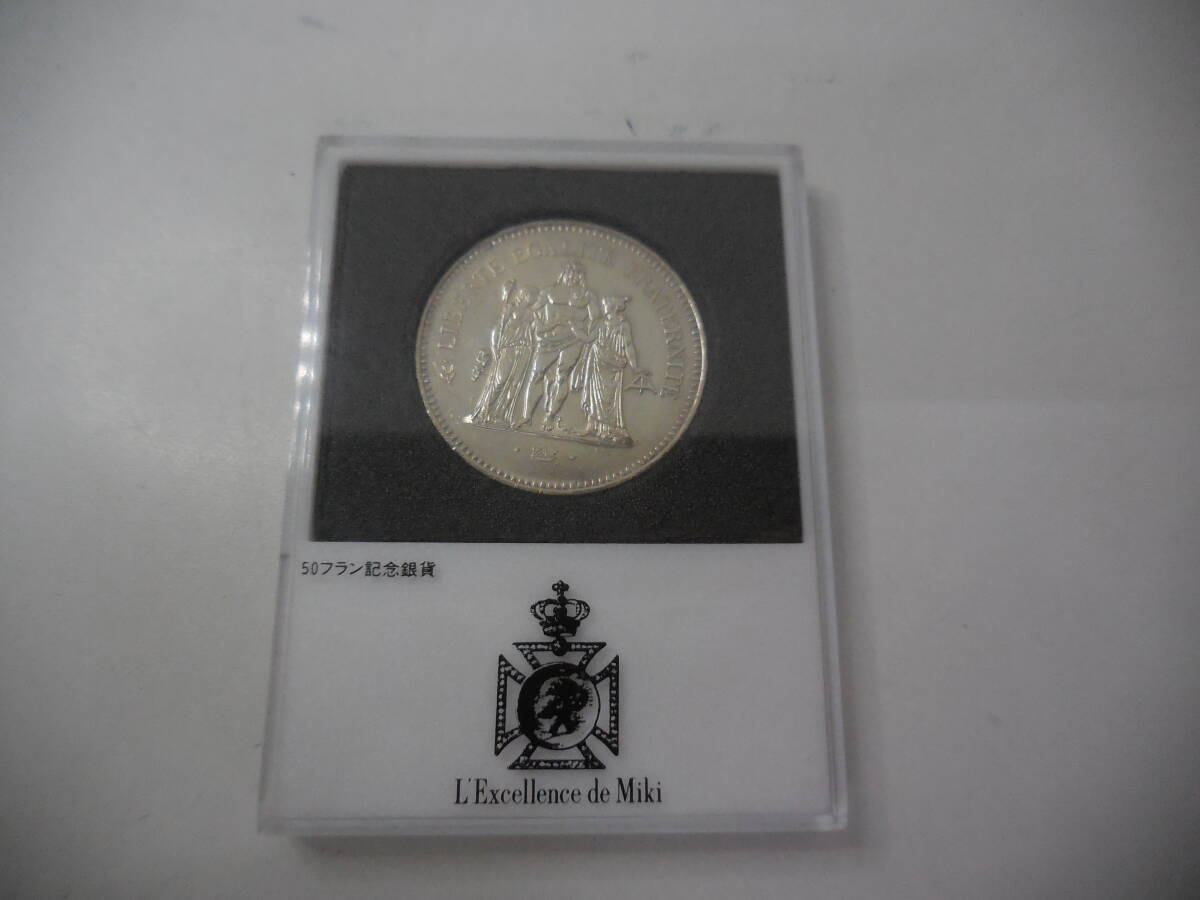 LIBERTE EGALITE FRATERNITE
50フラン記念銀貨
L'Excellence de Miki